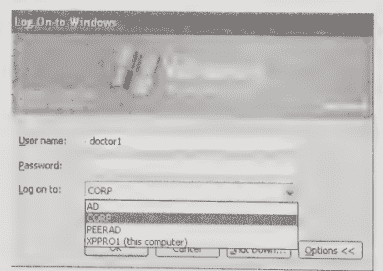 Log On to Windows
User name: doctor1
Password:
Log on to: CORP
AD
CORP
PEERAD
XPPRO1 (this computer)
OK Cancel Shut Down... Options <<